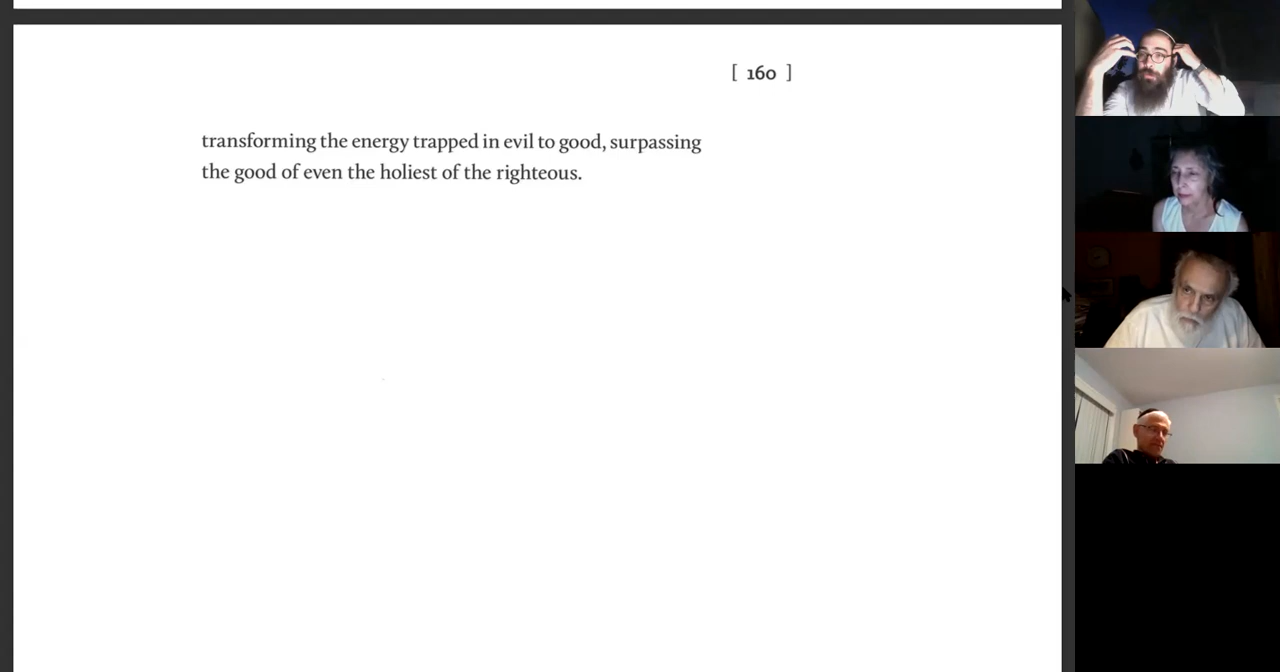 [ 160 ]
transforming the energy trapped in evil to good, surpassing
the good of even the holiest of the righteous.